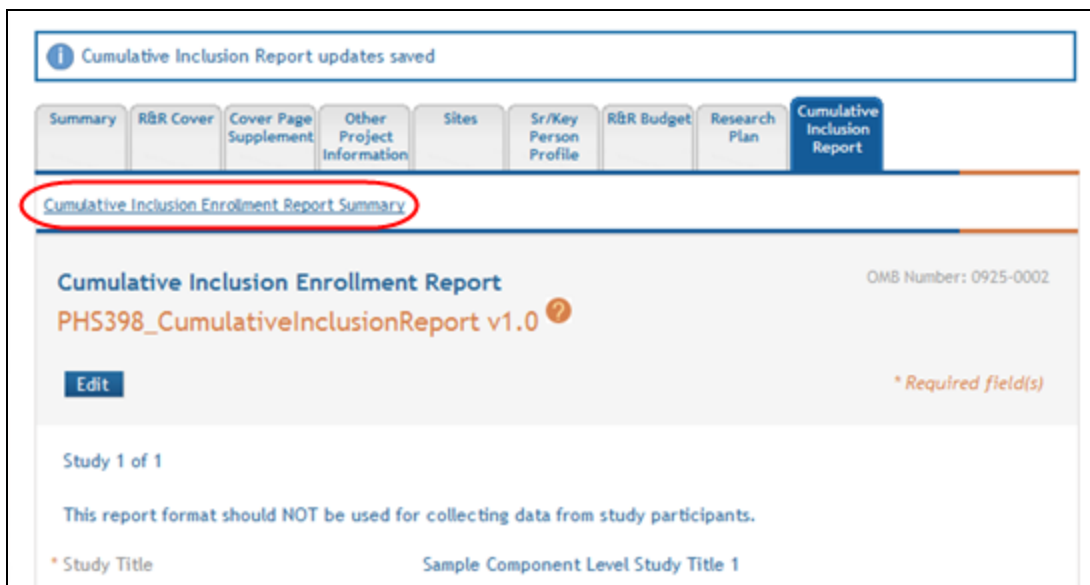 Cumulative Inclusion Report updates saved
Summary
R&R Cover
Cover Page
Supplement
Other
Project
Information
Sites
Sr/Key
Person
Profile
R&R Budget
Research
Plan
Cumulative
Inclusion
Report
Cumulative Inclusion Enrollment Report Summary
Cumulative Inclusion Enrollment Report
OMB Number: 0925-0002
PHS398_CumulativeInclusionReport v1.0 ?
Edit
* Required field(s)
Study 1 of 1
This report format should NOT be used for collecting data from study participants.
* Study Title Sample Component Level Study Title 1